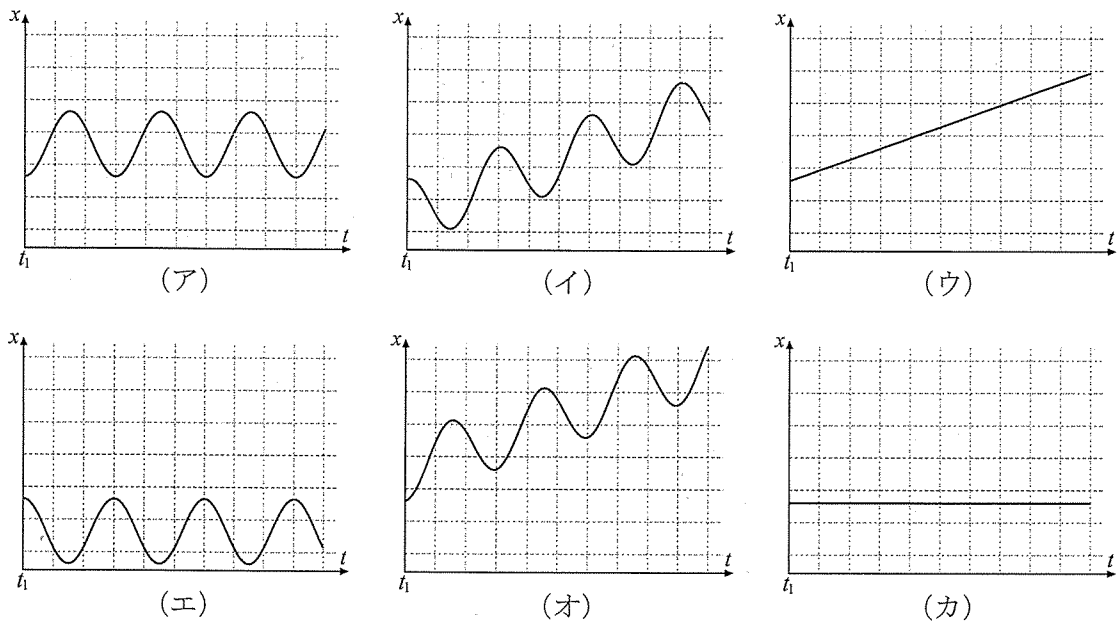 x x x
t t t
t₁ t₁ t₁
(ア) (イ) (ウ)
x x x
t t t
t₁ t₁ t₁
(エ) (オ) (カ)